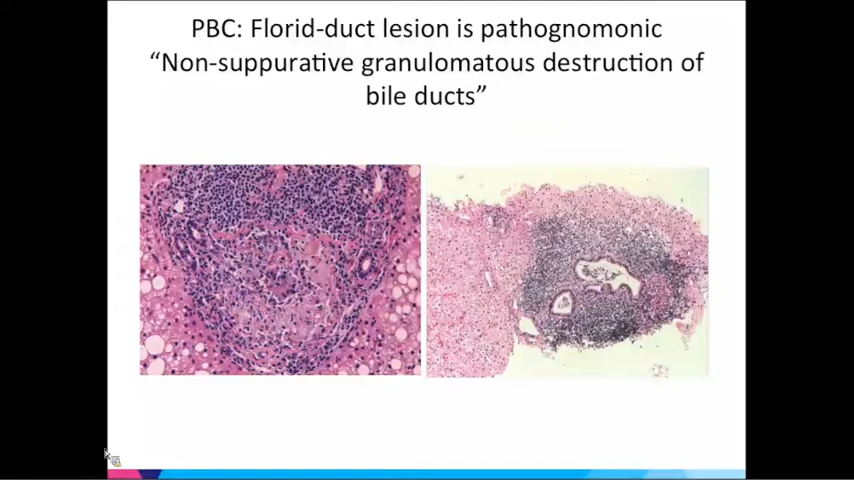 PBC: Florid-duct lesion is pathognomonic
“Non-suppurative granulomatous destruction of
bile ducts”